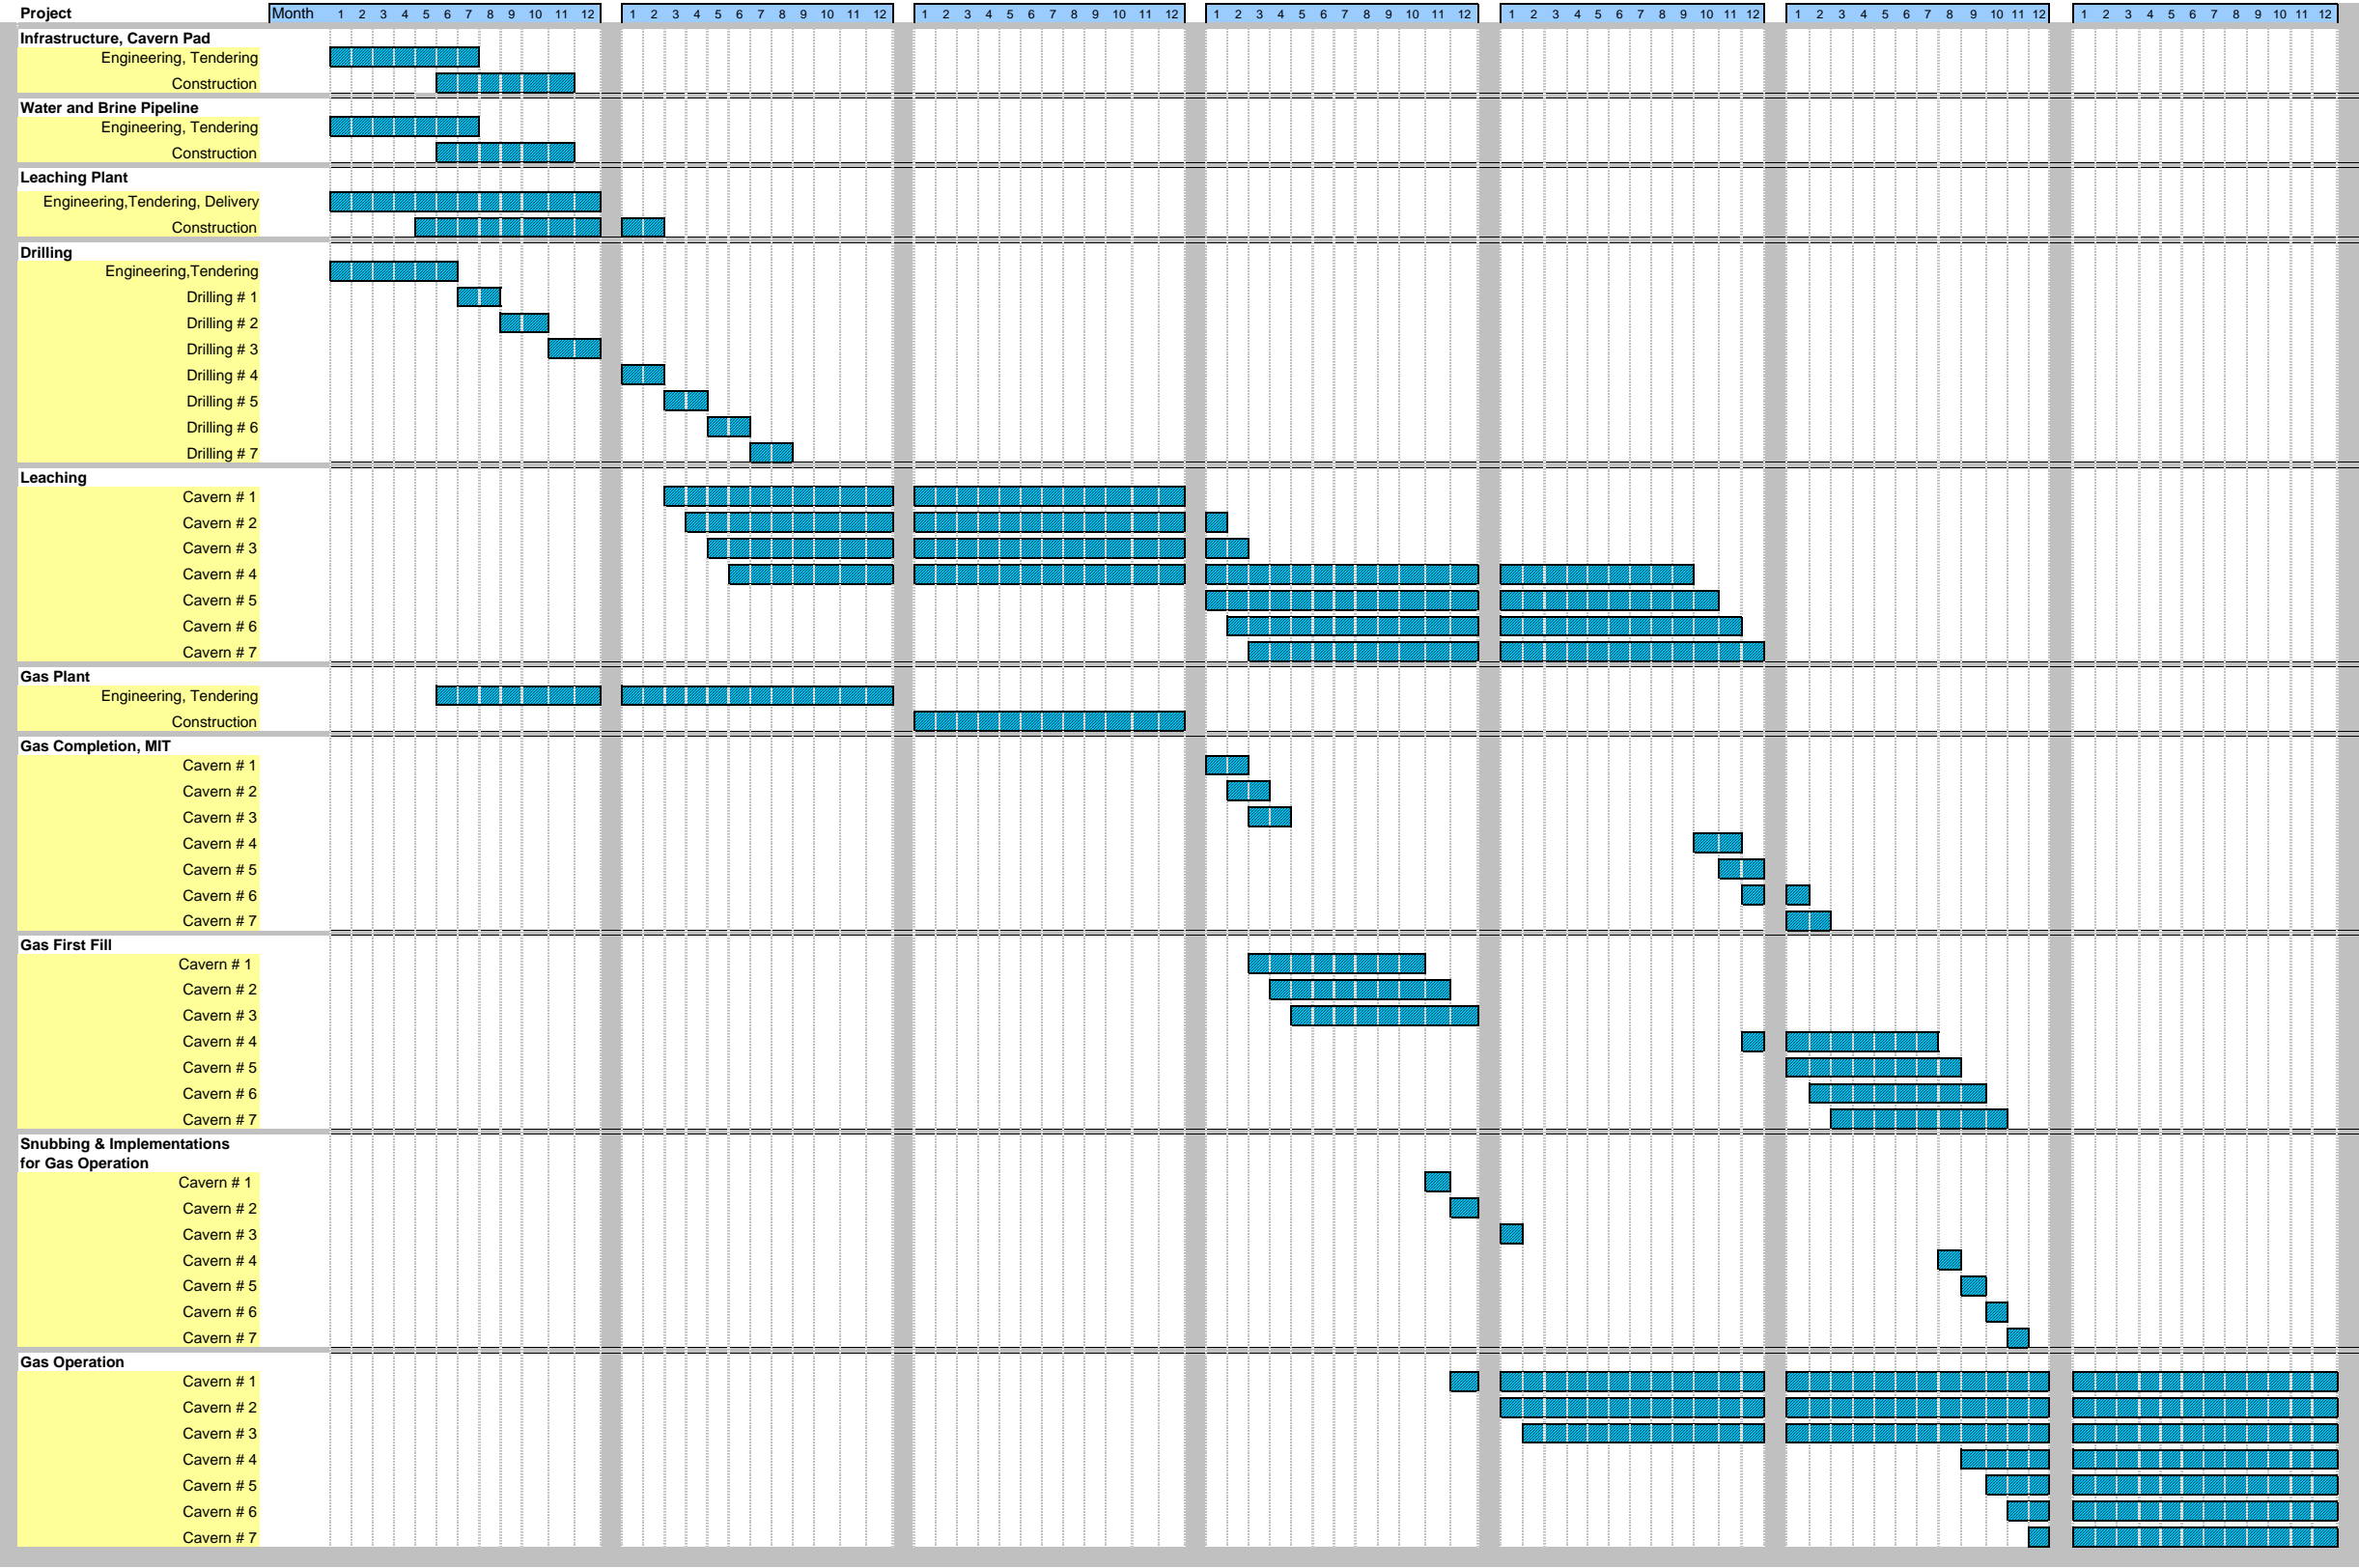 Project Month 1 2 3 4 5 6 7 8 9 10 11 12 1 2 3 4 5 6 7 8 9 10 11 12 1 2 3 4 5 6 7 8 9 10 11 12 1 2 3 4 5 6 7 8 9 10 11 12 1 2 3 4 5 6 7 8 9 10 11 12 1 2 3 4 5 6 7 8 9 10 11 12 1 2 3 4 5 6 7 8 9 10 11 12
Infrastructure, Cavern Pad
Engineering, Tendering
Construction
Water and Brine Pipeline
Engineering, Tendering
Construction
Leaching Plant
Engineering,Tendering, Delivery
Construction
Drilling
Engineering,Tendering
Drilling # 1
Drilling # 2
Drilling # 3
Drilling # 4
Drilling # 5
Drilling # 6
Drilling # 7
Leaching
Cavern # 1
Cavern # 2
Cavern # 3
Cavern # 4
Cavern # 5
Cavern # 6
Cavern # 7
Gas Plant
Engineering, Tendering
Construction
Gas Completion, MIT
Cavern # 1
Cavern # 2
Cavern # 3
Cavern # 4
Cavern # 5
Cavern # 6
Cavern # 7
Gas First Fill
Cavern # 1
Cavern # 2
Cavern # 3
Cavern # 4
Cavern # 5
Cavern # 6
Cavern # 7
Snubbing & Implementations
for Gas Operation
Cavern # 1
Cavern # 2
Cavern # 3
Cavern # 4
Cavern # 5
Cavern # 6
Cavern # 7
Gas Operation
Cavern # 1
Cavern # 2
Cavern # 3
Cavern # 4
Cavern # 5
Cavern # 6
Cavern # 7